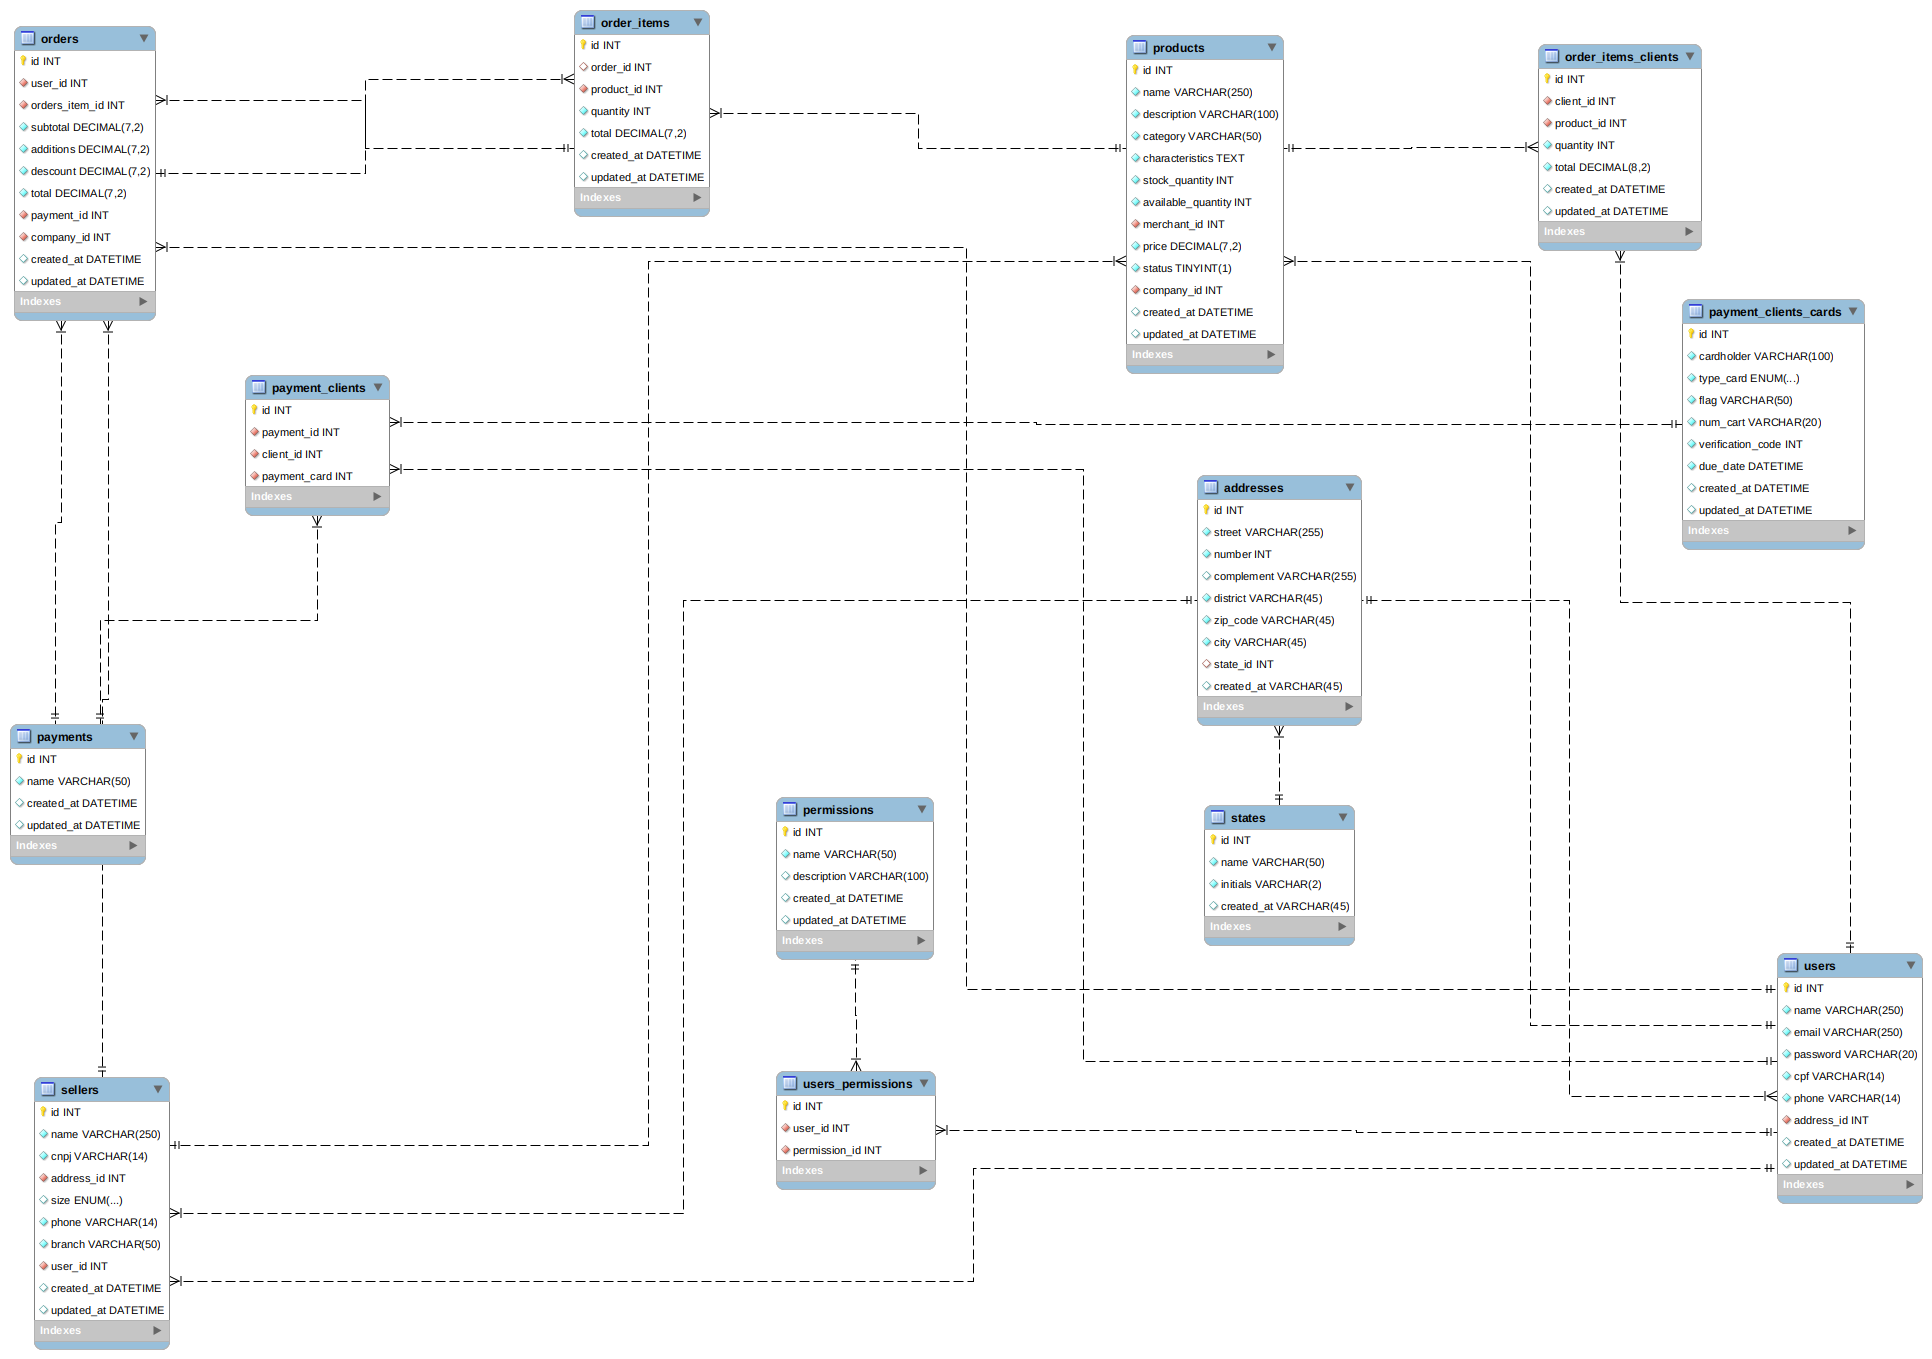 orders
id INT
user_id INT
orders_item_id INT
subtotal DECIMAL(7,2)
additions DECIMAL(7,2)
descount DECIMAL(7,2)
total DECIMAL(7,2)
payment_id INT
company_id INT
created_at DATETIME
updated_at DATETIME
Indexes
order_items
id INT
order_id INT
product_id INT
quantity INT
total DECIMAL(7,2)
created_at DATETIME
updated_at DATETIME
Indexes
products
id INT
name VARCHAR(250)
description VARCHAR(100)
category VARCHAR(50)
characteristics TEXT
stock_quantity INT
available_quantity INT
merchant_id INT
price DECIMAL(7,2)
status TINYINT(1)
company_id INT
created_at DATETIME
updated_at DATETIME
Indexes
order_items_clients
id INT
client_id INT
product_id INT
quantity INT
total DECIMAL(8,2)
created_at DATETIME
updated_at DATETIME
Indexes
payment_clients_cards
id INT
cardholder VARCHAR(100)
type_card ENUM(...)
flag VARCHAR(50)
num_cart VARCHAR(20)
verification_code INT
due_date DATETIME
created_at DATETIME
updated_at DATETIME
Indexes
payment_clients
id INT
payment_id INT
client_id INT
payment_card INT
Indexes
addresses
id INT
street VARCHAR(255)
number INT
complement VARCHAR(255)
district VARCHAR(45)
zip_code VARCHAR(45)
city VARCHAR(45)
state_id INT
created_at VARCHAR(45)
Indexes
payments
id INT
name VARCHAR(50)
created_at DATETIME
updated_at DATETIME
Indexes
permissions
id INT
name VARCHAR(50)
description VARCHAR(100)
created_at DATETIME
updated_at DATETIME
Indexes
states
id INT
name VARCHAR(50)
initials VARCHAR(2)
created_at VARCHAR(45)
Indexes
users
id INT
name VARCHAR(250)
email VARCHAR(250)
password VARCHAR(20)
cpf VARCHAR(14)
phone VARCHAR(14)
address_id INT
created_at DATETIME
updated_at DATETIME
Indexes
sellers
id INT
name VARCHAR(250)
cnpj VARCHAR(14)
address_id INT
size ENUM(...)
phone VARCHAR(14)
branch VARCHAR(50)
user_id INT
created_at DATETIME
updated_at DATETIME
Indexes
users_permissions
id INT
user_id INT
permission_id INT
Indexes